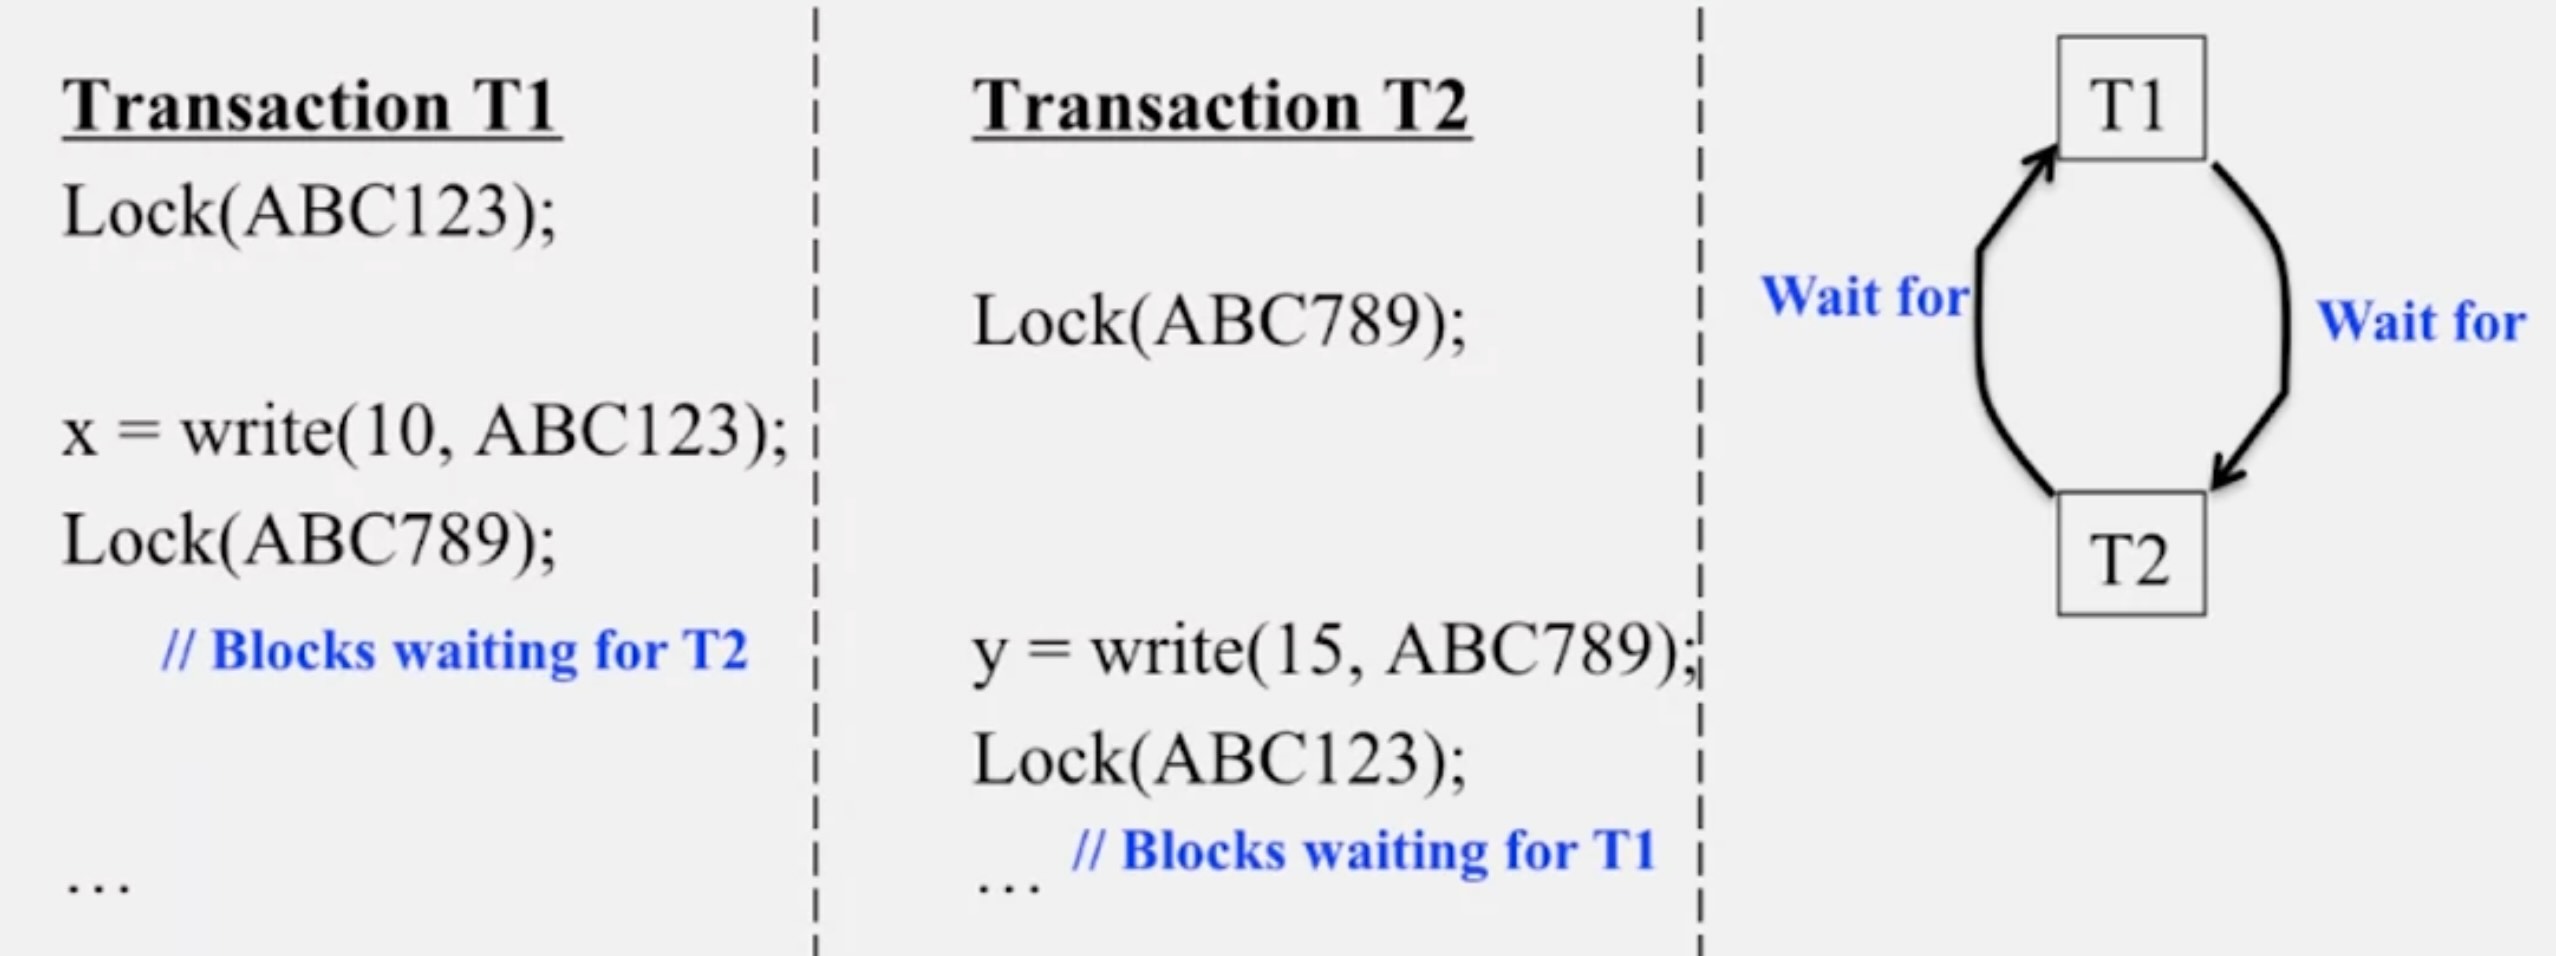 Transaction T1
Lock(ABC123);
x = write(10, ABC123);
Lock(ABC789);
// Blocks waiting for T2
…
Transaction T2
Lock(ABC789);
y = write(15, ABC789);
Lock(ABC123);
// Blocks waiting for T1
…
T1
Wait for
Wait for
T2